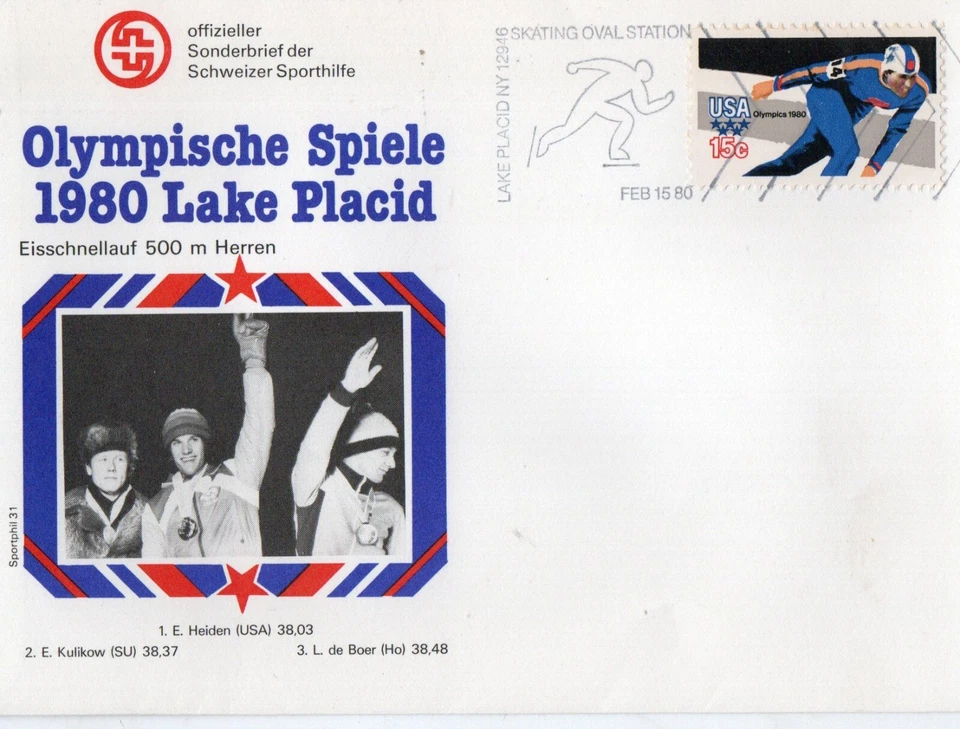 offizieller
Sonderbrief der
Schweizer Sporthilfe
Olympische Spiele
1980 Lake Placid
Eisschnellauf 500 m Herren
Sportphil 31
1. E. Heiden (USA) 38,03
2. E. Kulikow (SU) 38,37
3. L. de Boer (Ho) 38,48
LAKE PLACID NY 12946
SKATING OVAL STATION
FEB 15 80
USA
Olympics 1980
15c